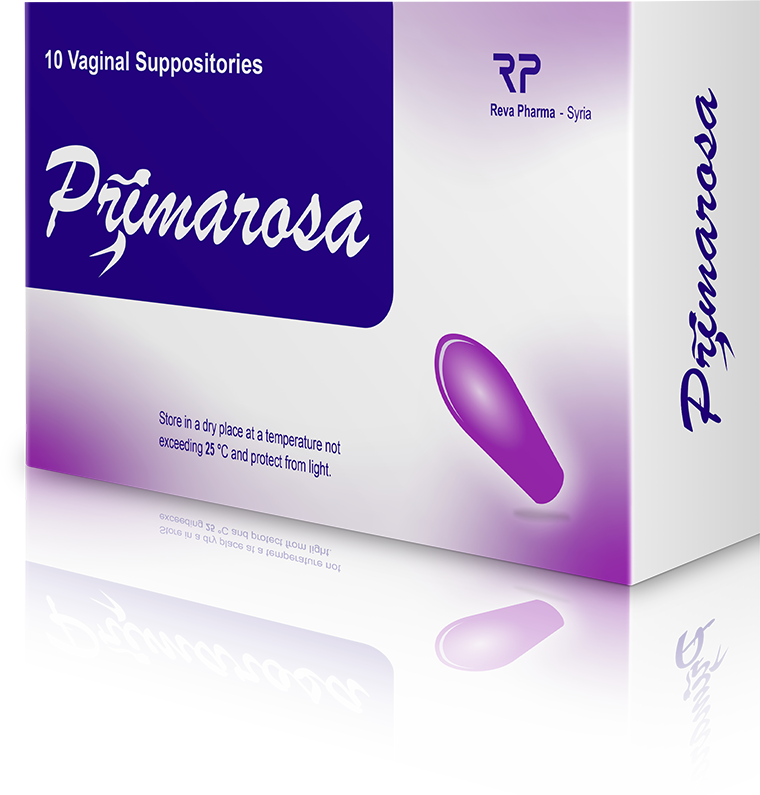 10 Vaginal Suppositories
RP
Reva Pharma - Syria
Primarosa
Store in a dry place at a temperature not
exceeding 25 °C and protect from light.
Primarosa